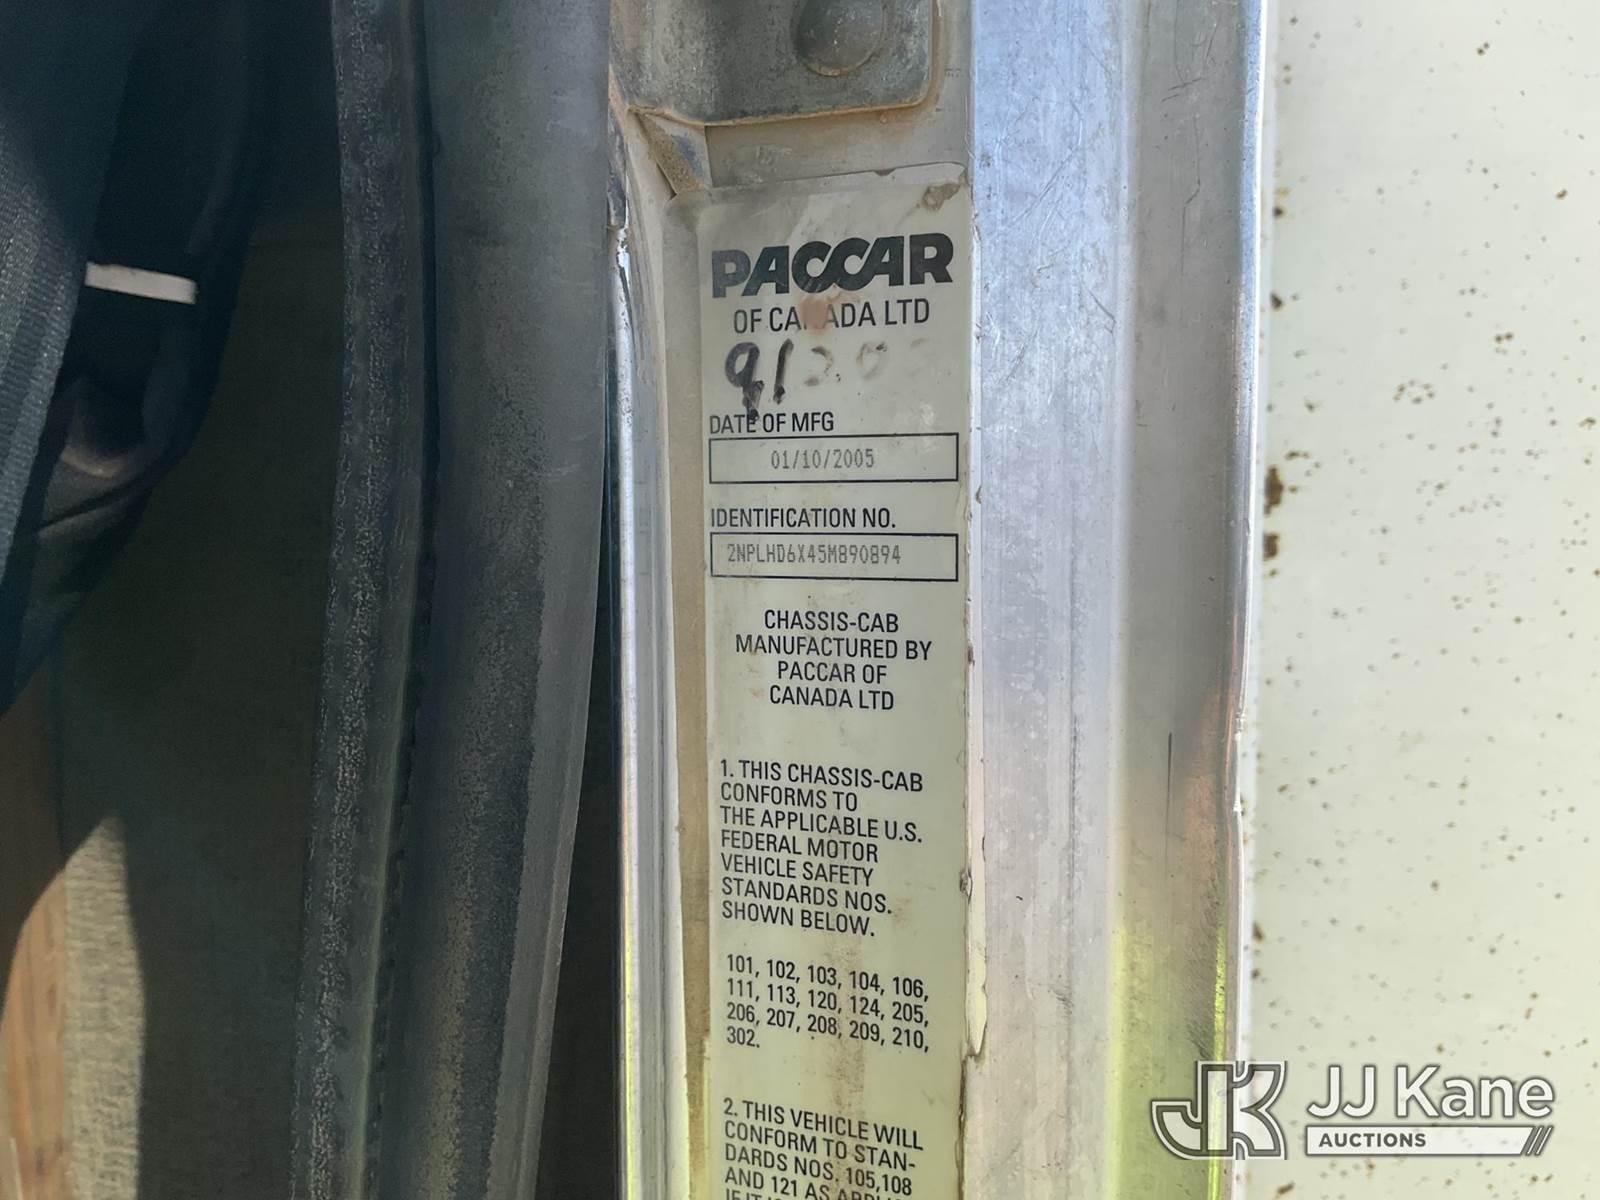 PACCAR
OF CANADA LTD
DATE OF MFG
01/10/2005
IDENTIFICATION NO.
2NPLHD6X45M890894
CHASSIS-CAB
MANUFACTURED BY
PACCAR OF
CANADA LTD
1. THIS CHASSIS-CAB
CONFORMS TO
THE APPLICABLE U.S.
FEDERAL MOTOR
VEHICLE SAFETY
STANDARDS NOS.
SHOWN BELOW.
101, 102, 103, 104, 106,
111, 113, 120, 124, 205,
206, 207, 208, 209, 210,
302.
2. THIS VEHICLE WILL
CONFORM TO STAN-
DARDS NOS. 105,108
AND 121 AS
JK JJ Kane
AUCTIONS